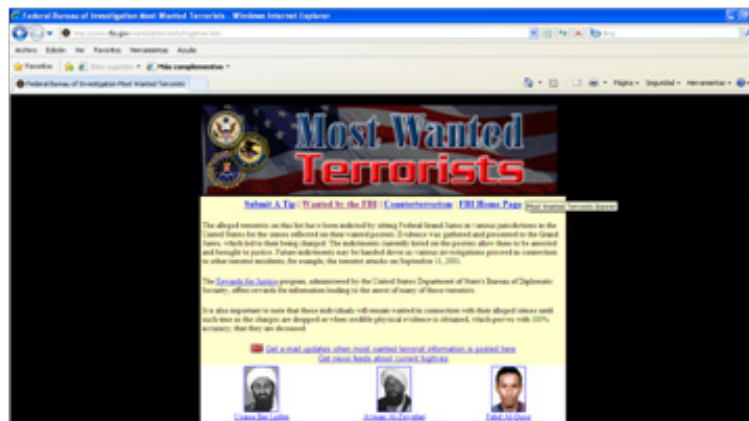 Federal Bureau of Investigation Most Wanted Terrorists - Windows Internet Explorer
Archivo Edición Ver Favoritos Herramientas Ayuda
Favoritos Más complementos
Federal Bureau of Investigation Most Wanted Terrorists
Página Seguridad Herramientas
Most Wanted
Terrorists
Submit A Tip | Wanted by the FBI | Counterterrorism FBI Home Page
Most Wanted Terrorists Banner
The alleged terrorists on this list have been indicted by sitting Federal Grand Juries in various jurisdictions in the
United States for the crimes reflected on their wanted posters. Evidence was gathered and presented to the Grand
Juries, which led to their being charged. The indictments currently listed on the posters allow them to be arrested
and brought to justice. Future indictments may be handed down as various investigations proceed in connection
to other terrorist incidents, for example, the terrorist attacks on September 11, 2001.
The Rewards for Justice program, administered by the United States Department of State's Bureau of Diplomatic
Security, offers rewards for information leading to the arrest of many of these terrorists.
It is also important to note that these individuals will remain wanted in connection with their alleged crimes until
such time as the charges are dropped or when credible physical evidence is obtained, which proves with 100%
accuracy, that they are deceased.
Get e-mail updates when most wanted terrorist information is posted here
Get news feeds about current fugitives
Usama Bin Laden Ayman Al-Zawahiri Fahd Al-Quso